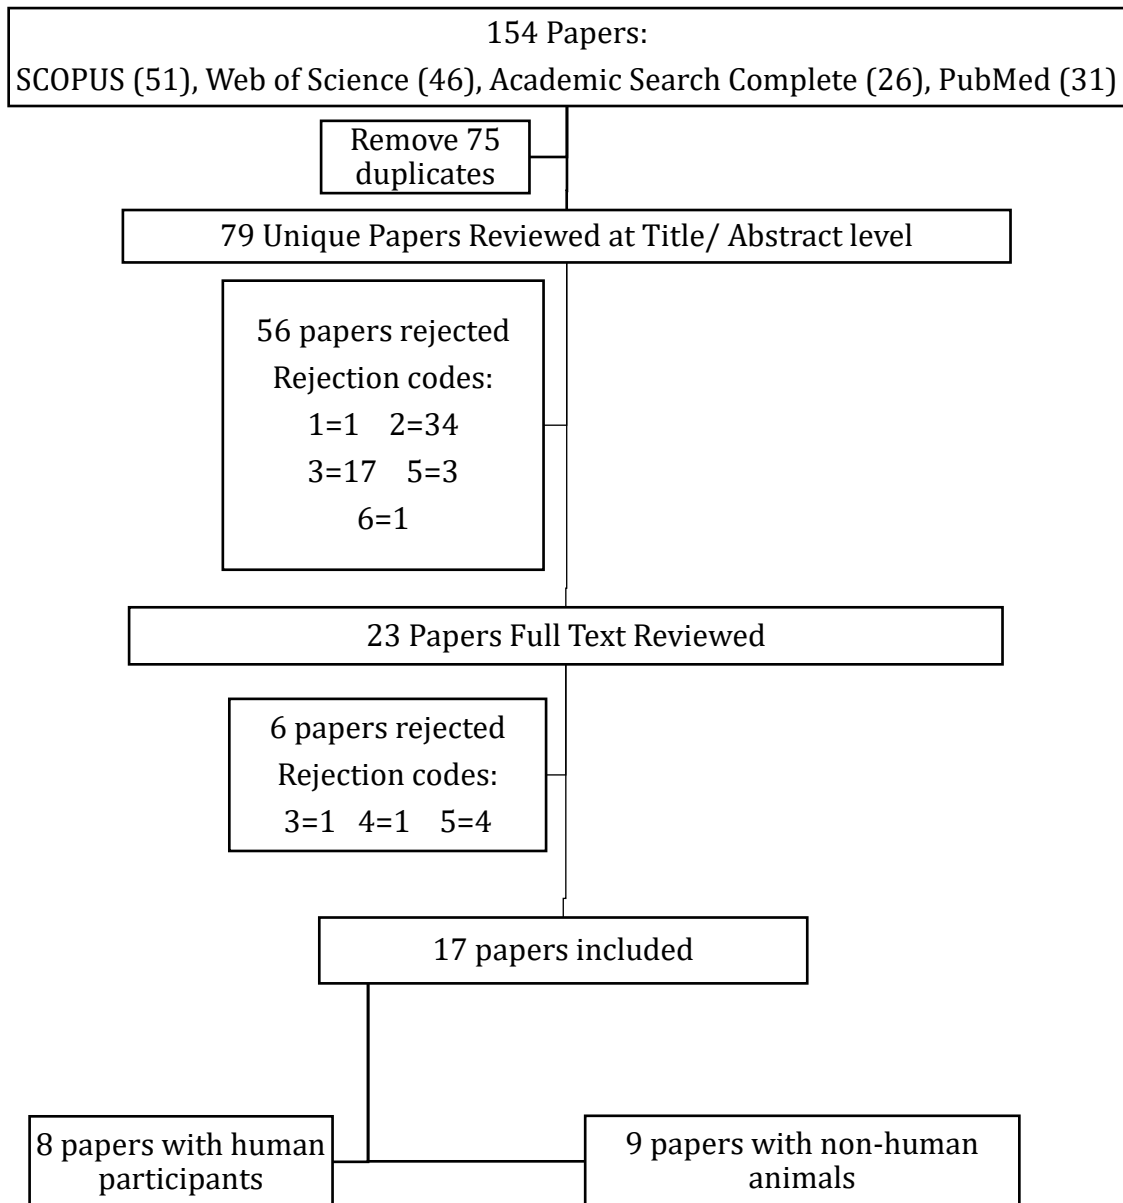 154 Papers:
SCOPUS (51), Web of Science (46), Academic Search Complete (26), PubMed (31)
Remove 75
duplicates
79 Unique Papers Reviewed at Title/ Abstract level
56 papers rejected
Rejection codes:
1=1 2=34
3=17 5=3
6=1
23 Papers Full Text Reviewed
6 papers rejected
Rejection codes:
3=1 4=1 5=4
17 papers included
8 papers with human
participants
9 papers with non-human
animals